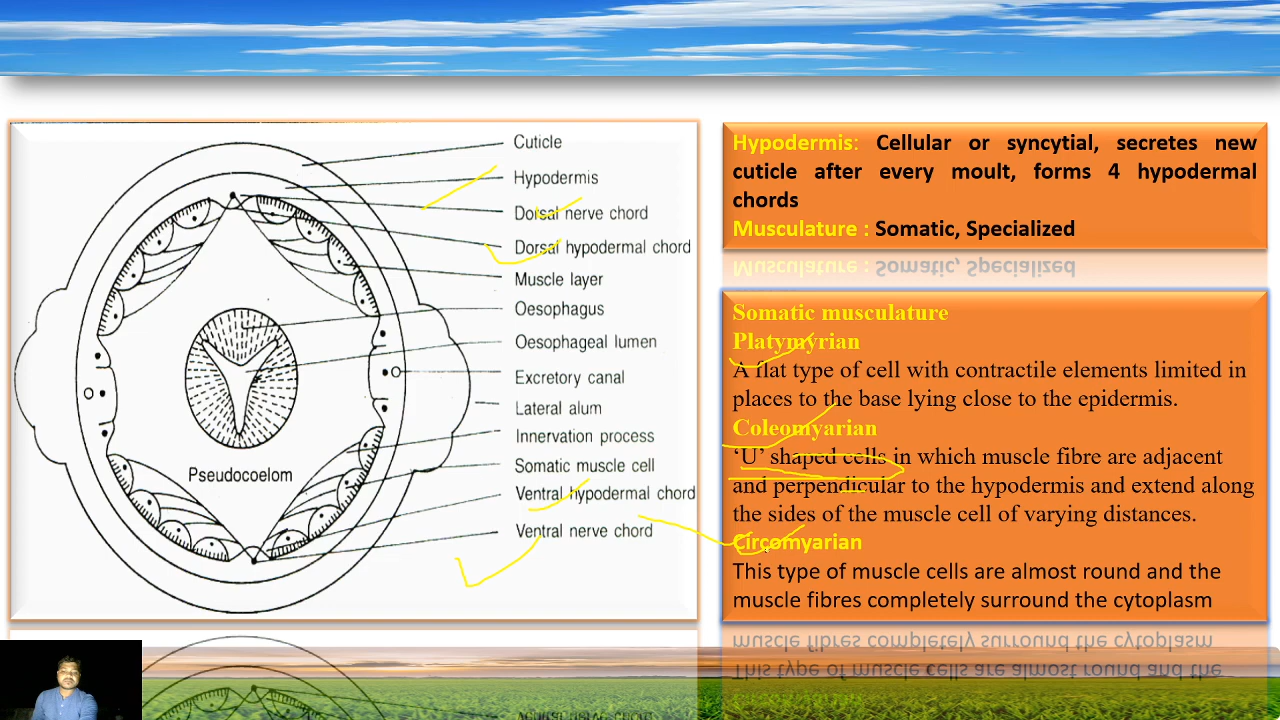 Cuticle
Hypodermis
Dorsal nerve chord
Dorsal hypodermal chord
Muscle layer
Oesophagus
Oesophageal lumen
Excretory canal
Lateral alum
Innervation process
Somatic muscle cell
Ventral hypodermal chord
Ventral nerve chord
Pseudocoelom
Hypodermis: Cellular or syncytial, secretes new
cuticle after every moult, forms 4 hypodermal
chords
Musculature : Somatic, Specialized
Somatic musculature
Platymyrian
A flat type of cell with contractile elements limited in
places to the base lying close to the epidermis.
Coleomyarian
‘U’ shaped cells in which muscle fibre are adjacent
and perpendicular to the hypodermis and extend along
the sides of the muscle cell of varying distances.
Circomyarian
This type of muscle cells are almost round and the
muscle fibres completely surround the cytoplasm